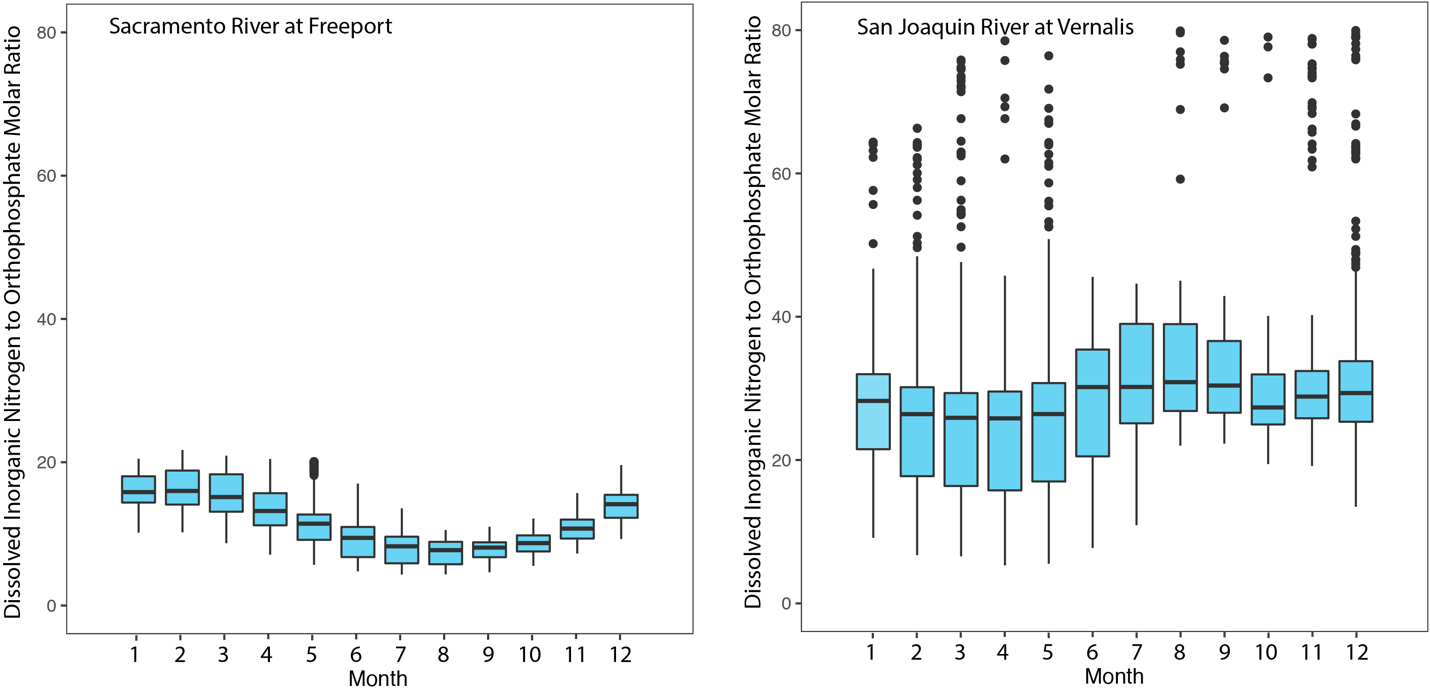 Sacramento River at Freeport
Dissolved Inorganic Nitrogen to Orthophosphate Molar Ratio
80
60
40
20
0
1 2 3 4 5 6 7 8 9 10 11 12
Month
San Joaquin River at Vernalis
Dissolved Inorganic Nitrogen to Orthophosphate Molar Ratio
80
60
40
20
0
1 2 3 4 5 6 7 8 9 10 11 12
Month